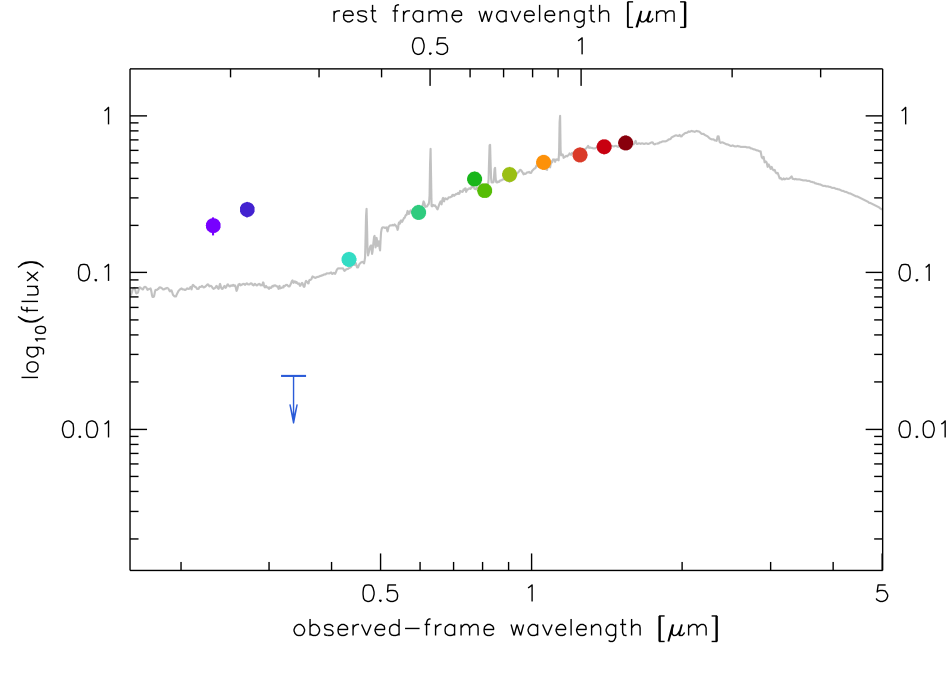 rest frame wavelength [μm]
0.5 1
1 1
log10(flux)
0.1 0.1
0.01 0.01
0.5 1 5
observed-frame wavelength [μm]